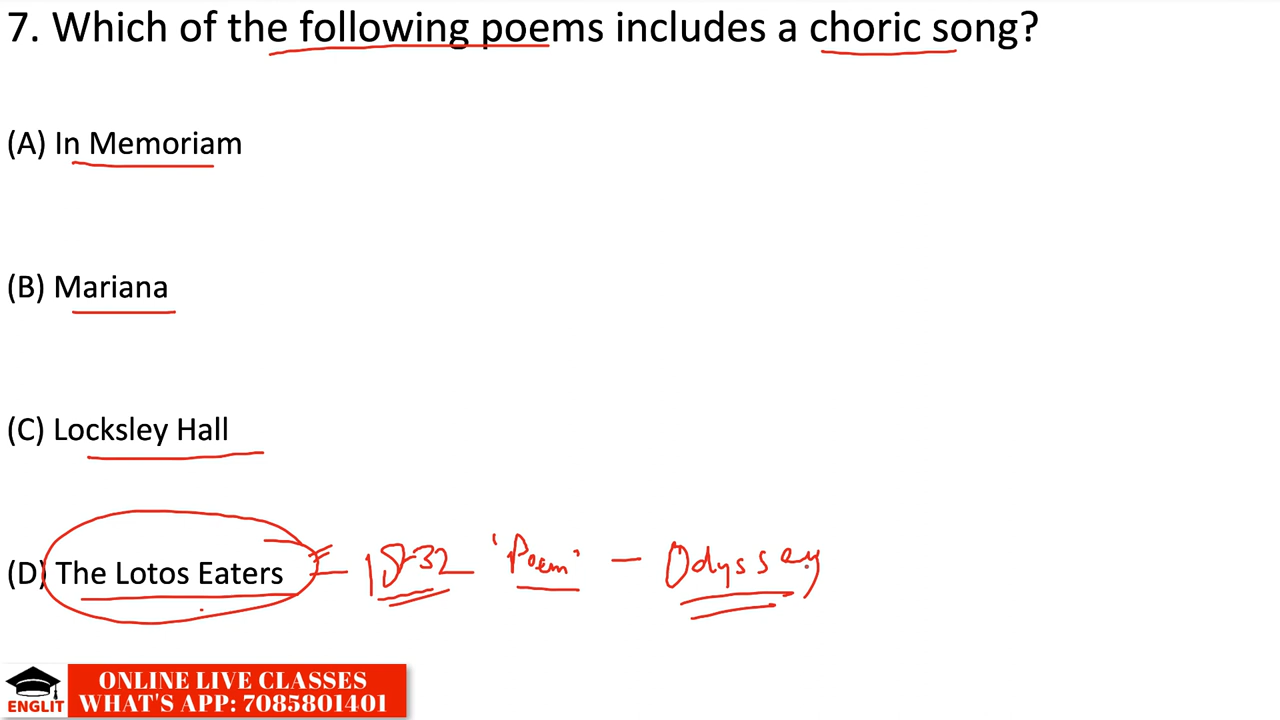 7. Which of the following poems includes a choric song?
(A) In Memoriam
(B) Mariana
(C) Locksley Hall
(D) The Lotos Eaters 1832 'Poem' - Odyssey
ONLINE LIVE CLASSES
ENGLIT WHAT'S APP: 7085801401